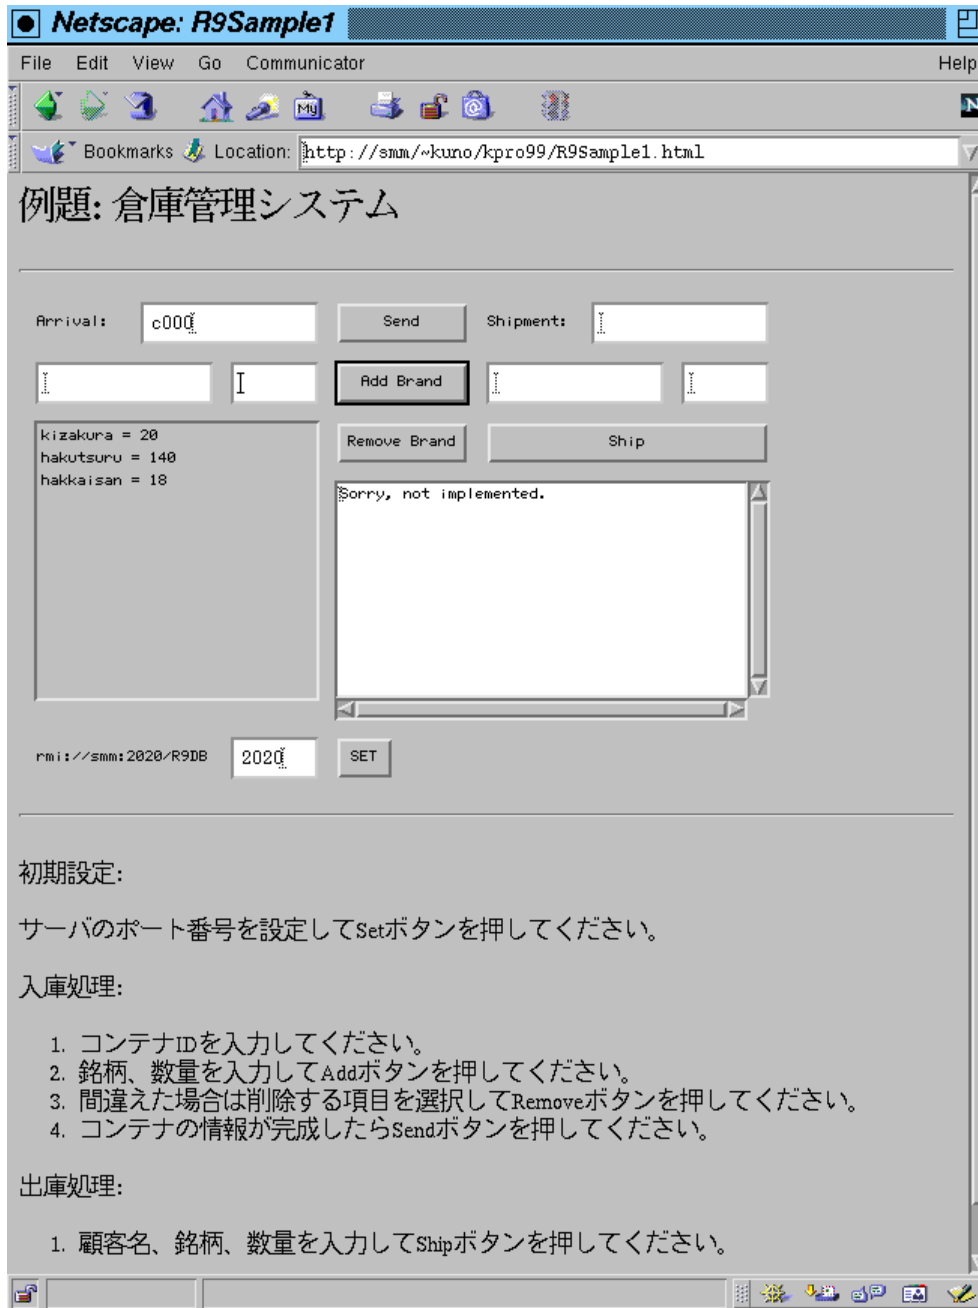 Netscape: R9Sample1
File Edit View Go Communicator Help
My
Bookmarks Location: http://smm/~kuno/kpro99/R9Sample1.html N
例題: 倉庫管理システム
Arrival: c000 Send Shipment:
Add Brand
kizakura = 20
hakutsuru = 140
hakkaisan = 18
Remove Brand Ship
Sorry, not implemented.
rmi://smm:2020/R9DB 2020 SET
初期設定:
サーバのポート番号を設定してSetボタンを押してください。
入庫処理:
1. コンテナIDを入力してください。
2. 銘柄、数量を入力してAddボタンを押してください。
3. 間違えた場合は削除する項目を選択してRemoveボタンを押してください。
4. コンテナの情報が完成したらSendボタンを押してください。
出庫処理:
1. 顧客名、銘柄、数量を入力してShipボタンを押してください。